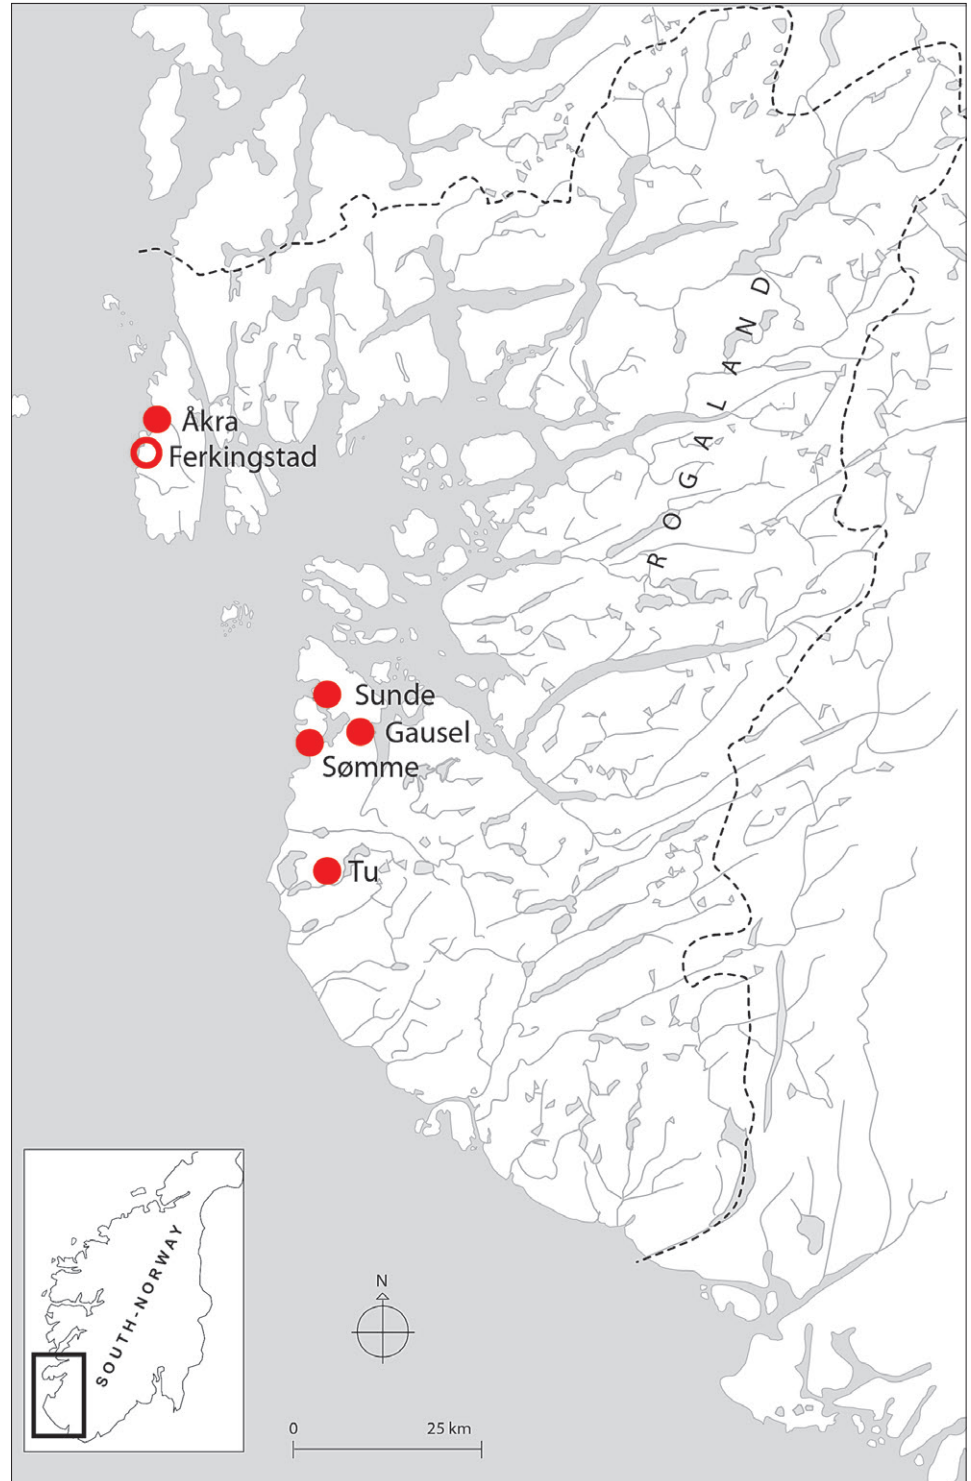 ROGALAND
Åkra
Ferkingstad
Sunde
Gausel
Sømme
Tu
SOUTH-NORWAY
N
0 25 km